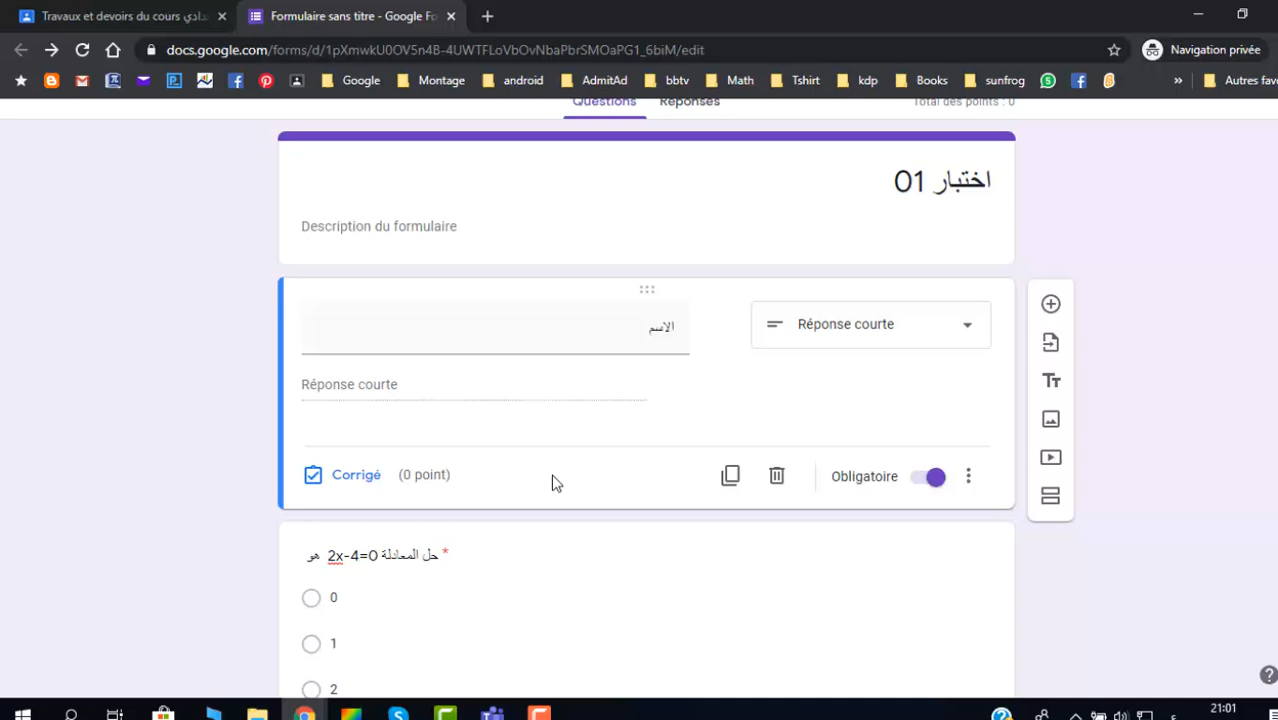 Travaux et devoirs du cours
Formulaire sans titre - Google Fo
docs.google.com/forms/d/1pXmwkU0OV5n4B-4UWTFLoVbOvNbaPbrSMOaPG1_6biM/edit
Navigation privée
Google
Montage
android
AdmitAd
bbtv
Math
Tshirt
kdp
Books
sunfrog
»
Autres fav
Questions
Réponses
Total des points : 0
اختبار 01
Description du formulaire
الاسم
Réponse courte
Réponse courte
Corrigé (0 point)
Obligatoire
حل المعادلة 2x-4=0 هو *
0
1
2
21:01